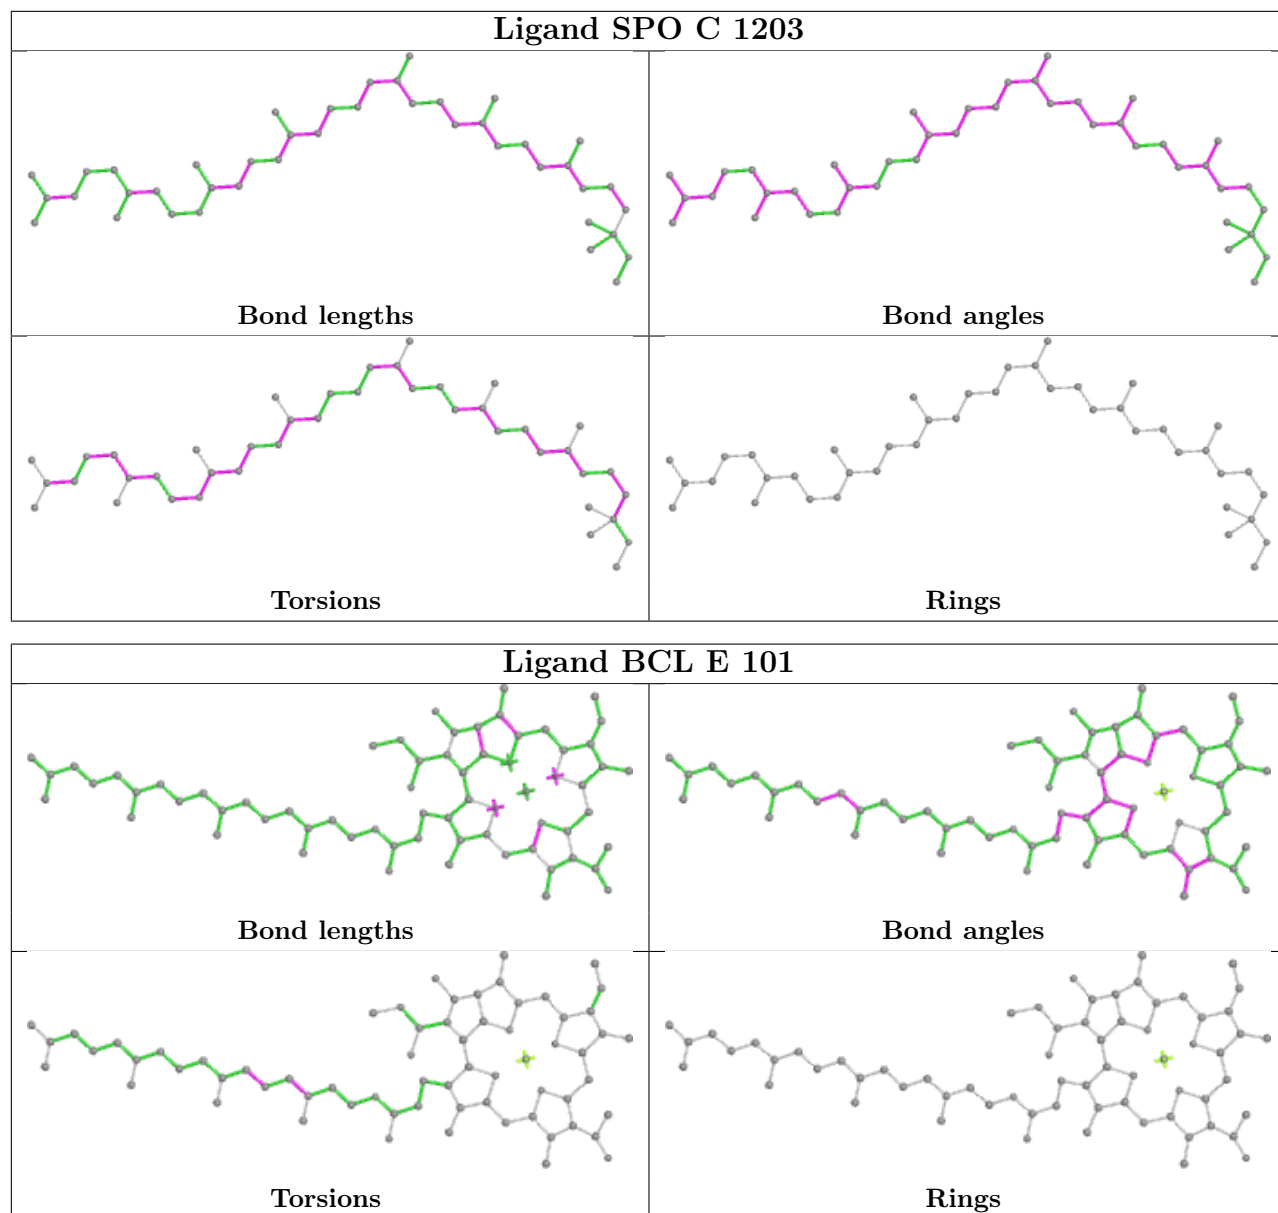 Ligand SPO C 1203
Bond lengths
Bond angles
Torsions
Rings
Ligand BCL E 101
Bond lengths
Bond angles
Torsions
Rings